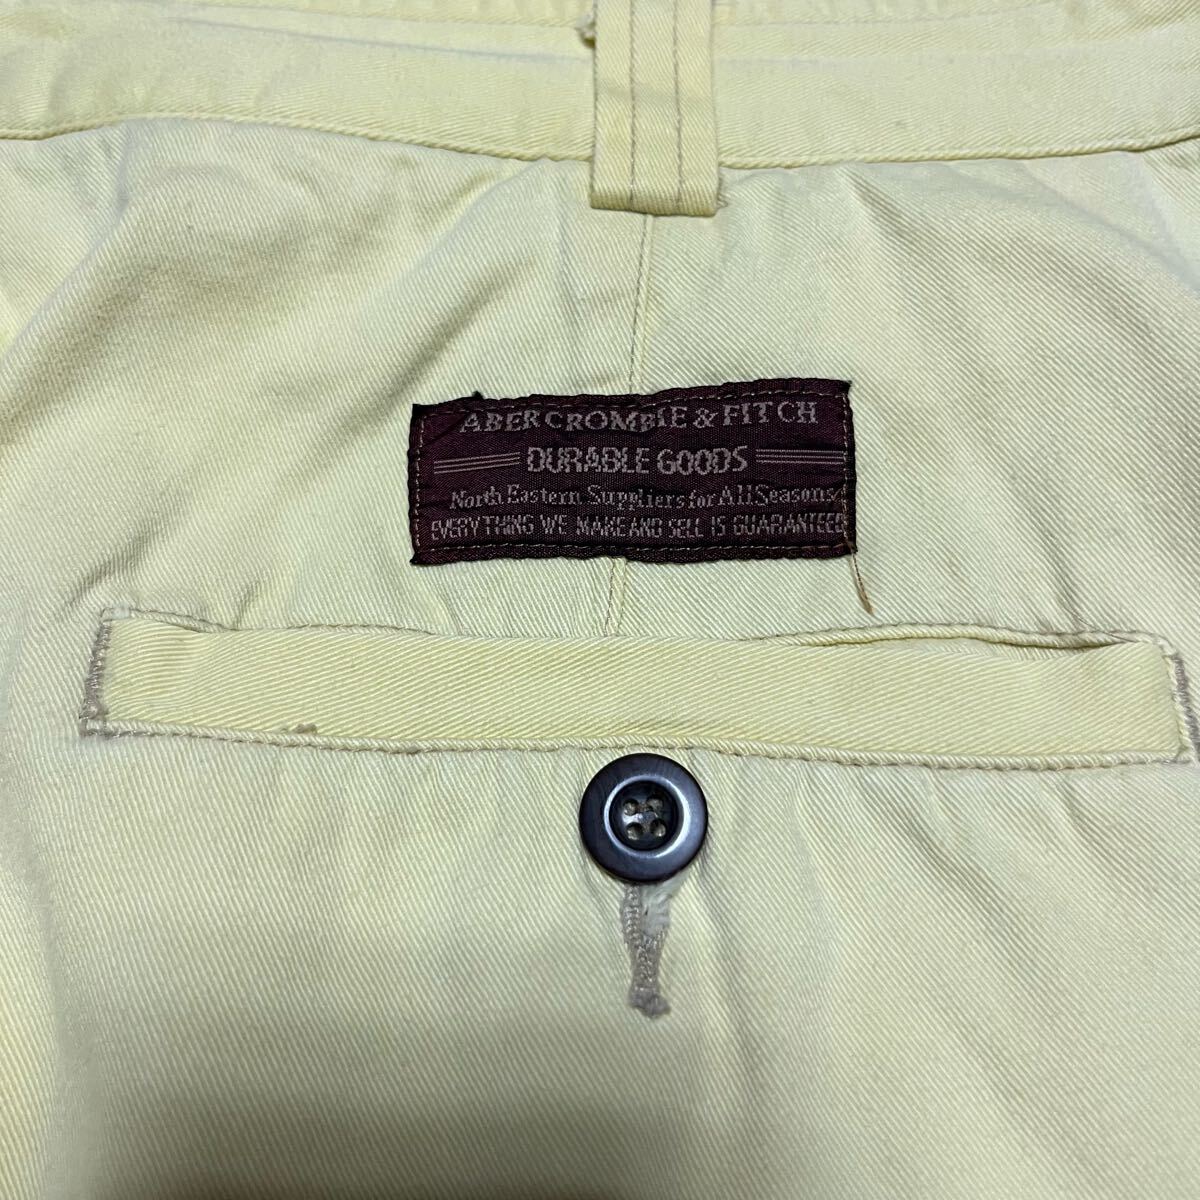 ABERCROMBIE & FITCH
DURABLE GOODS
North Eastern Suppliers for All Seasons
EVERYTHING WE MAKE AND SELL IS GUARANTEED